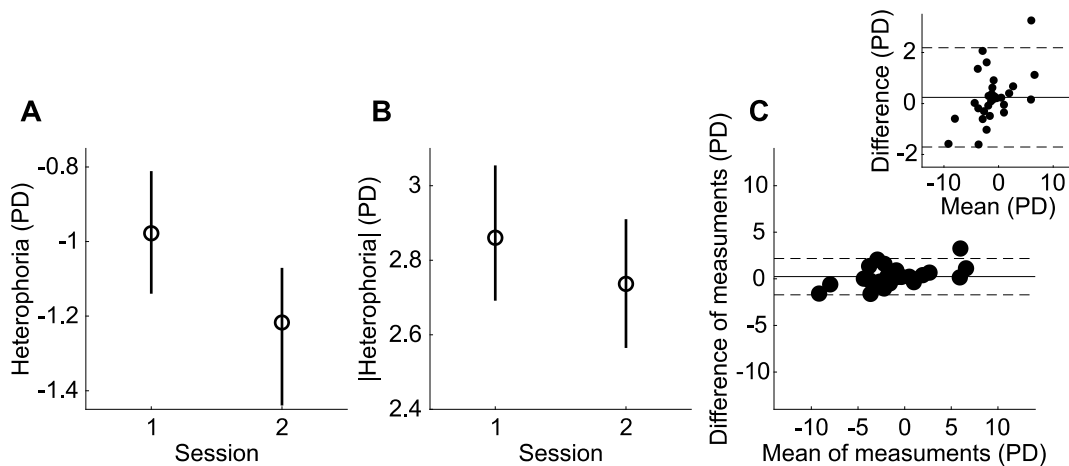 A
Heterophoria (PD)
-0.8
-1
-1.2
-1.4
1
2
Session
B
|Heterophoria| (PD)
3
2.8
2.6
2.4
1
2
Session
C
Difference of measuments (PD)
10
5
0
-5
-10
-10
-5
0
5
10
Mean of measuments (PD)
Difference (PD)
2
0
-2
-10
0
10
Mean (PD)